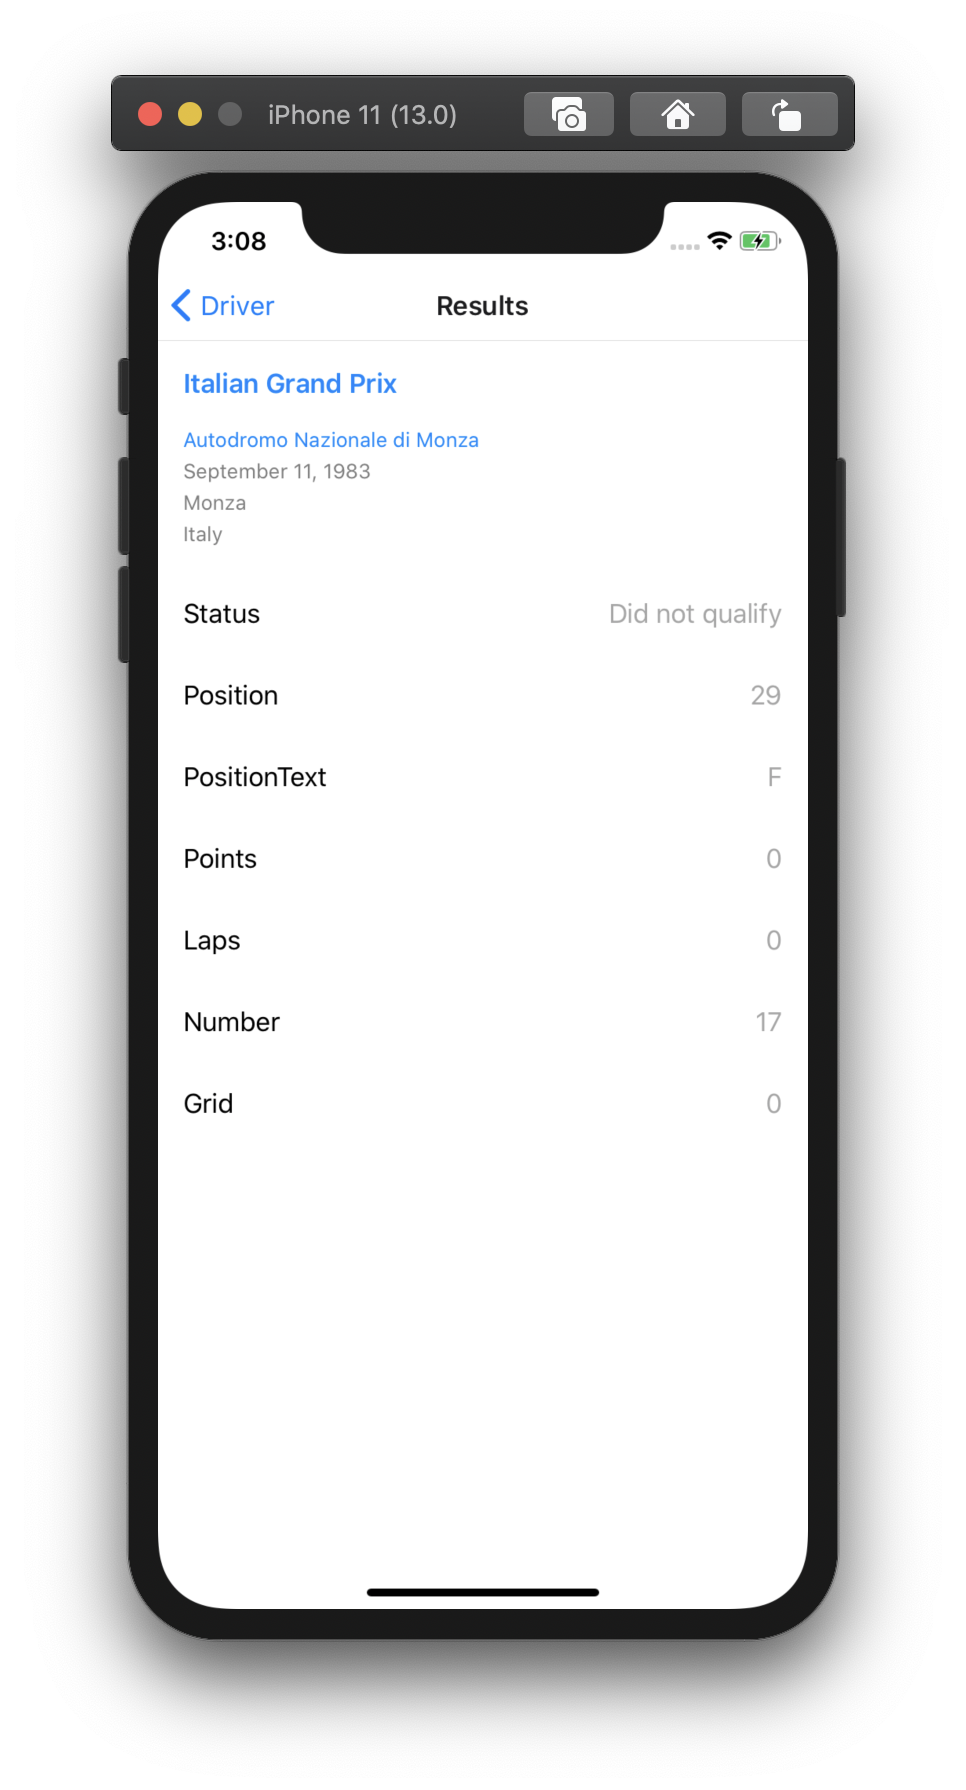 iPhone 11 (13.0)
3:08
Driver
Results
Italian Grand Prix
Autodromo Nazionale di Monza
September 11, 1983
Monza
Italy
Status Did not qualify
Position 29
PositionText F
Points 0
Laps 0
Number 17
Grid 0